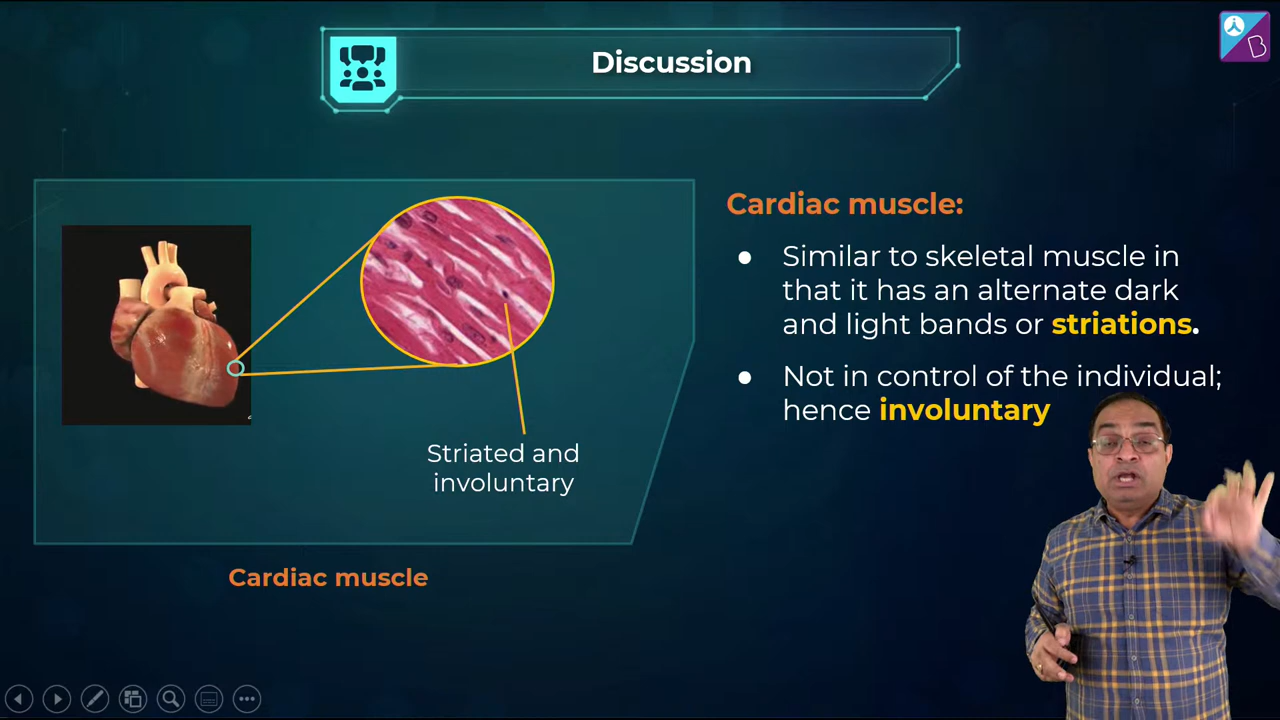 Discussion
B
Cardiac muscle:
● Similar to skeletal muscle in
that it has an alternate dark
and light bands or striations.
● Not in control of the individual;
hence involuntary
Striated and
involuntary
Cardiac muscle